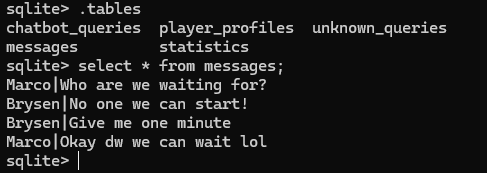 sqlite> .tables
chatbot_queries  player_profiles  unknown_queries
messages         statistics
sqlite> select * from messages;
Marco|Who are we waiting for?
Brysen|No one we can start!
Brysen|Give me one minute
Marco|Okay dw we can wait lol
sqlite>